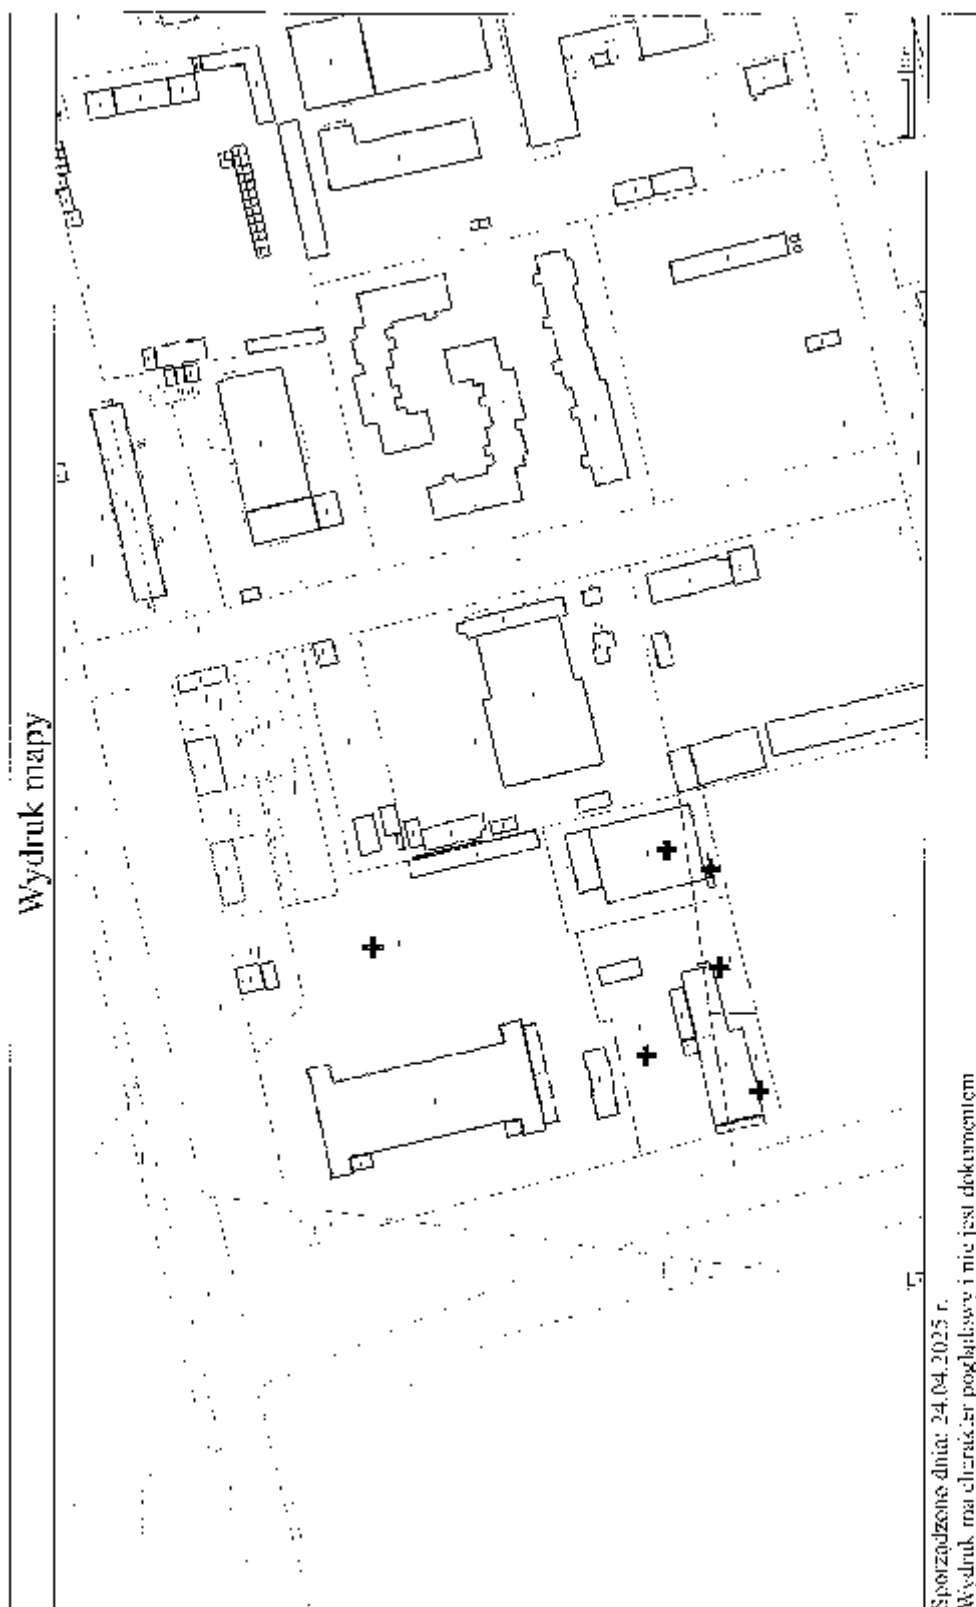 Wydruk mapy
Sporządzono dnia: 24.04.2025 r.
Wydruk ma charakter poglądowy i nie jest dokumentem